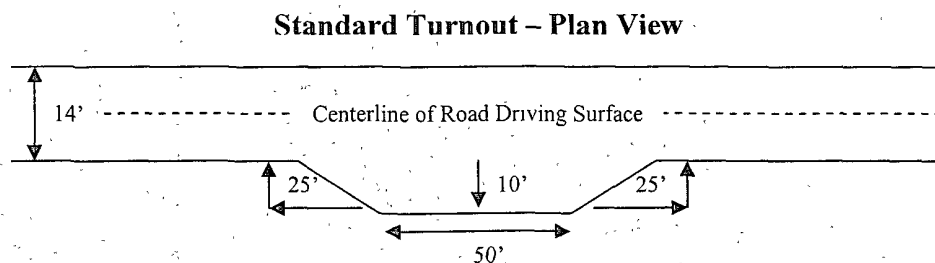 Standard Turnout – Plan View
14’
Centerline of Road Driving Surface
25’
10’
25’
50’